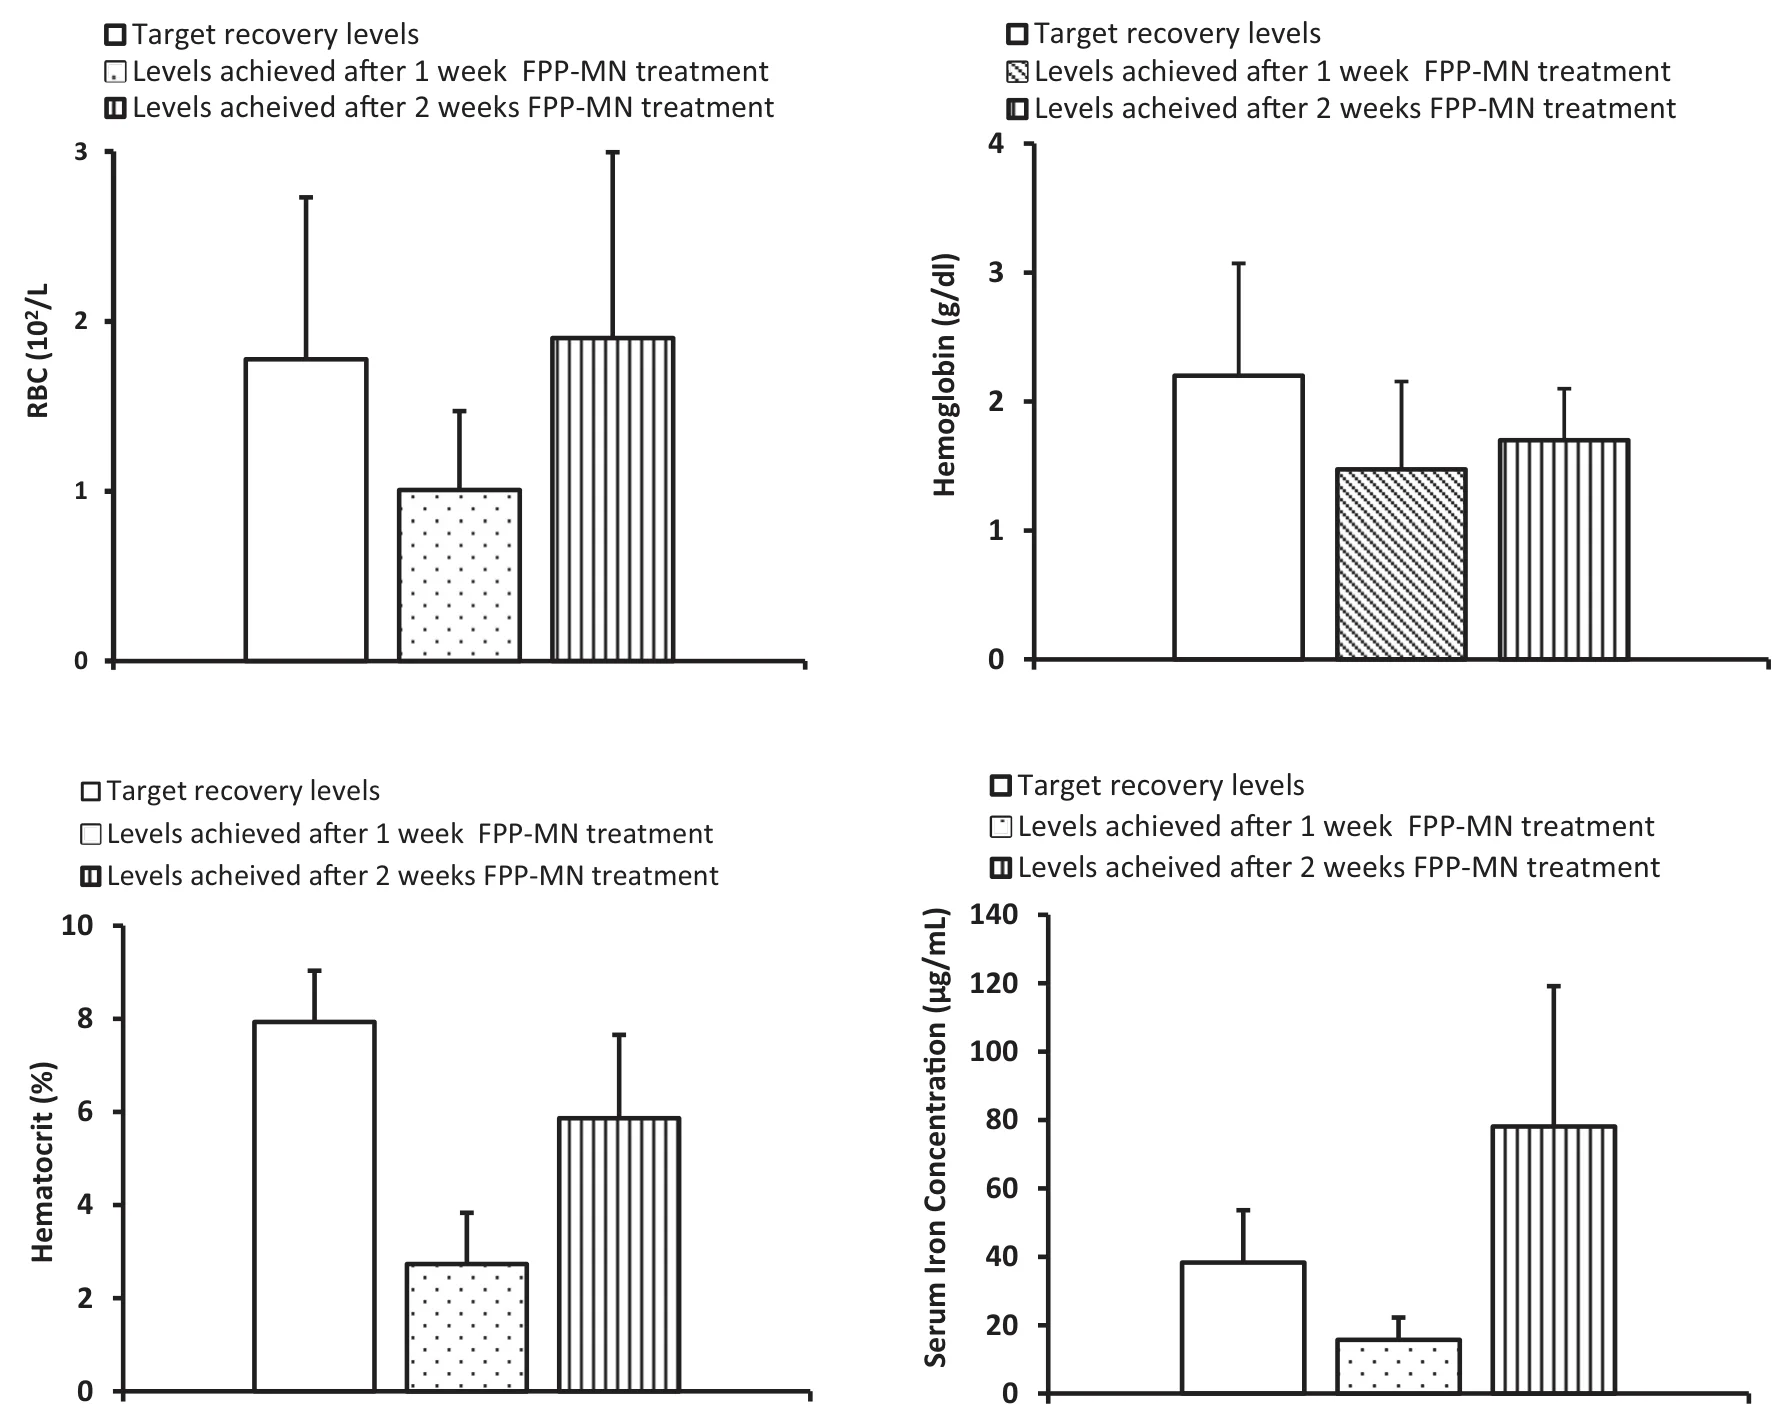 Target recovery levels
Levels achieved after 1 week FPP-MN treatment
Levels acheived after 2 weeks FPP-MN treatment
3
2
1
0
RBC (10²/L
Target recovery levels
Levels achieved after 1 week FPP-MN treatment
Levels acheived after 2 weeks FPP-MN treatment
4
3
2
1
0
Hemoglobin (g/dl)
Target recovery levels
Levels achieved after 1 week FPP-MN treatment
Levels acheived after 2 weeks FPP-MN treatment
10
8
6
4
2
0
Hematocrit (%)
Target recovery levels
Levels achieved after 1 week FPP-MN treatment
Levels acheived after 2 weeks FPP-MN treatment
140
120
100
80
60
40
20
0
Serum Iron Concentration (µg/mL)